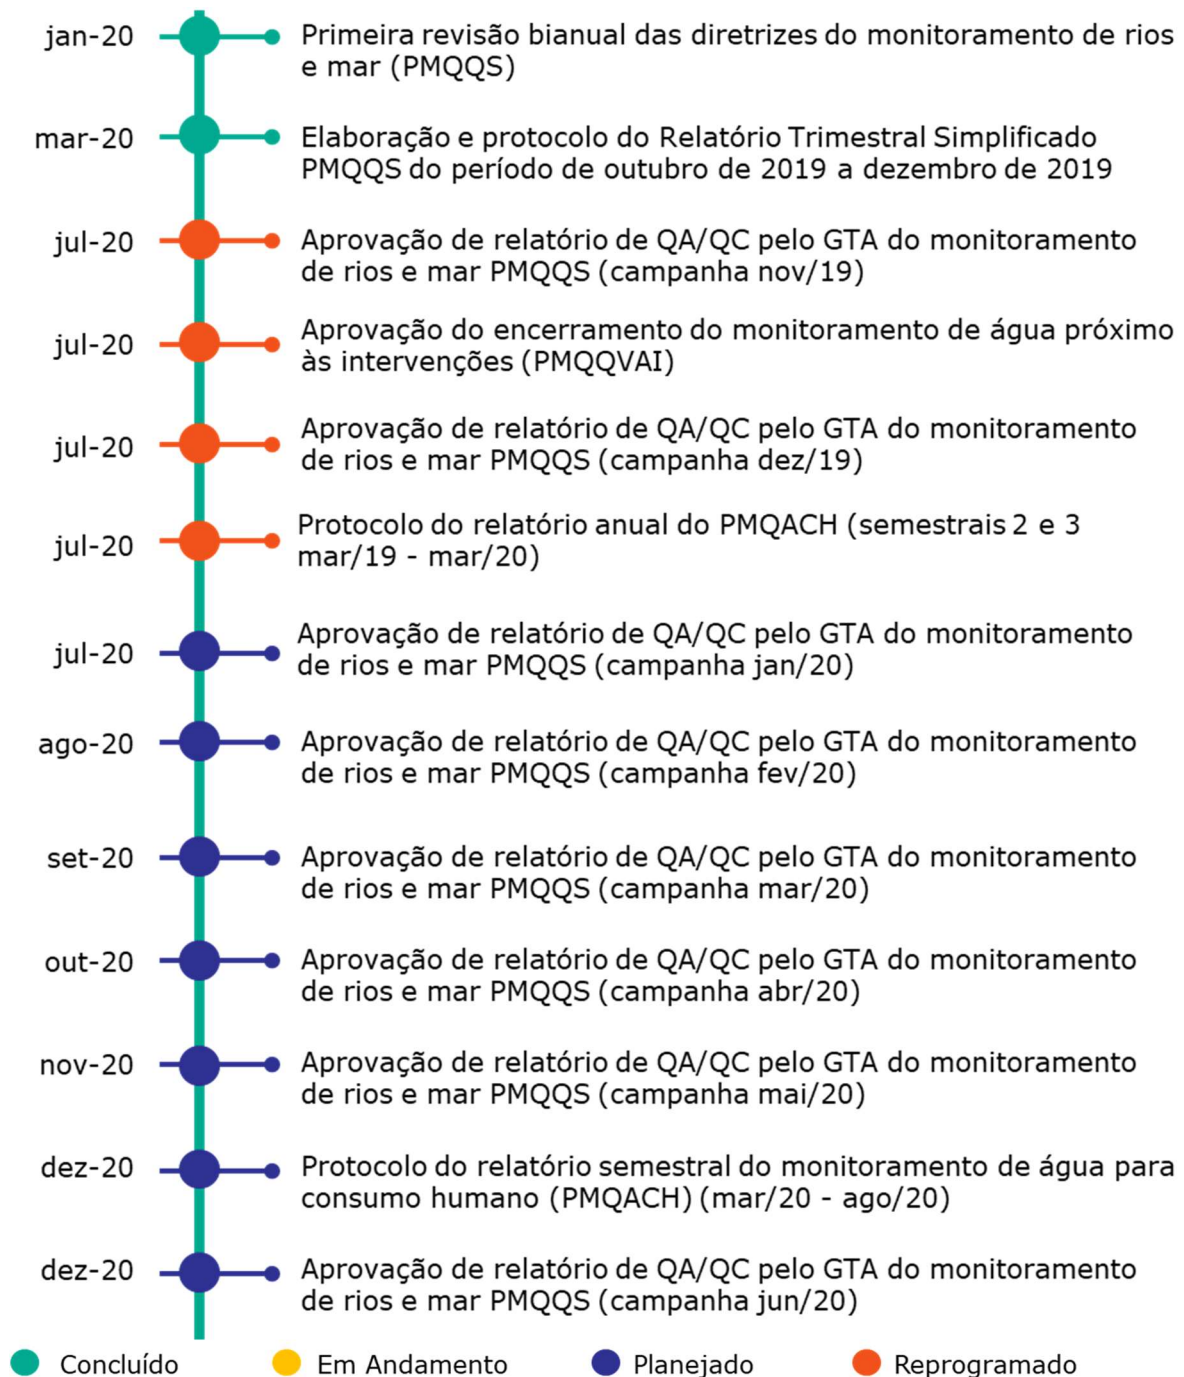 jan-20
Primeira revisão bianual das diretrizes do monitoramento de rios
e mar (PMQQS)
mar-20
Elaboração e protocolo do Relatório Trimestral Simplificado
PMQQS do período de outubro de 2019 a dezembro de 2019
jul-20
Aprovação de relatório de QA/QC pelo GTA do monitoramento
de rios e mar PMQQS (campanha nov/19)
jul-20
Aprovação do encerramento do monitoramento de água próximo
às intervenções (PMQQVAI)
jul-20
Aprovação de relatório de QA/QC pelo GTA do monitoramento
de rios e mar PMQQS (campanha dez/19)
jul-20
Protocolo do relatório anual do PMQACH (semestrais 2 e 3
mar/19 - mar/20)
jul-20
Aprovação de relatório de QA/QC pelo GTA do monitoramento
de rios e mar PMQQS (campanha jan/20)
ago-20
Aprovação de relatório de QA/QC pelo GTA do monitoramento
de rios e mar PMQQS (campanha fev/20)
set-20
Aprovação de relatório de QA/QC pelo GTA do monitoramento
de rios e mar PMQQS (campanha mar/20)
out-20
Aprovação de relatório de QA/QC pelo GTA do monitoramento
de rios e mar PMQQS (campanha abr/20)
nov-20
Aprovação de relatório de QA/QC pelo GTA do monitoramento
de rios e mar PMQQS (campanha mai/20)
dez-20
Protocolo do relatório semestral do monitoramento de água para
consumo humano (PMQACH) (mar/20 - ago/20)
dez-20
Aprovação de relatório de QA/QC pelo GTA do monitoramento
de rios e mar PMQQS (campanha jun/20)
Concluído Em Andamento Planejado Reprogramado